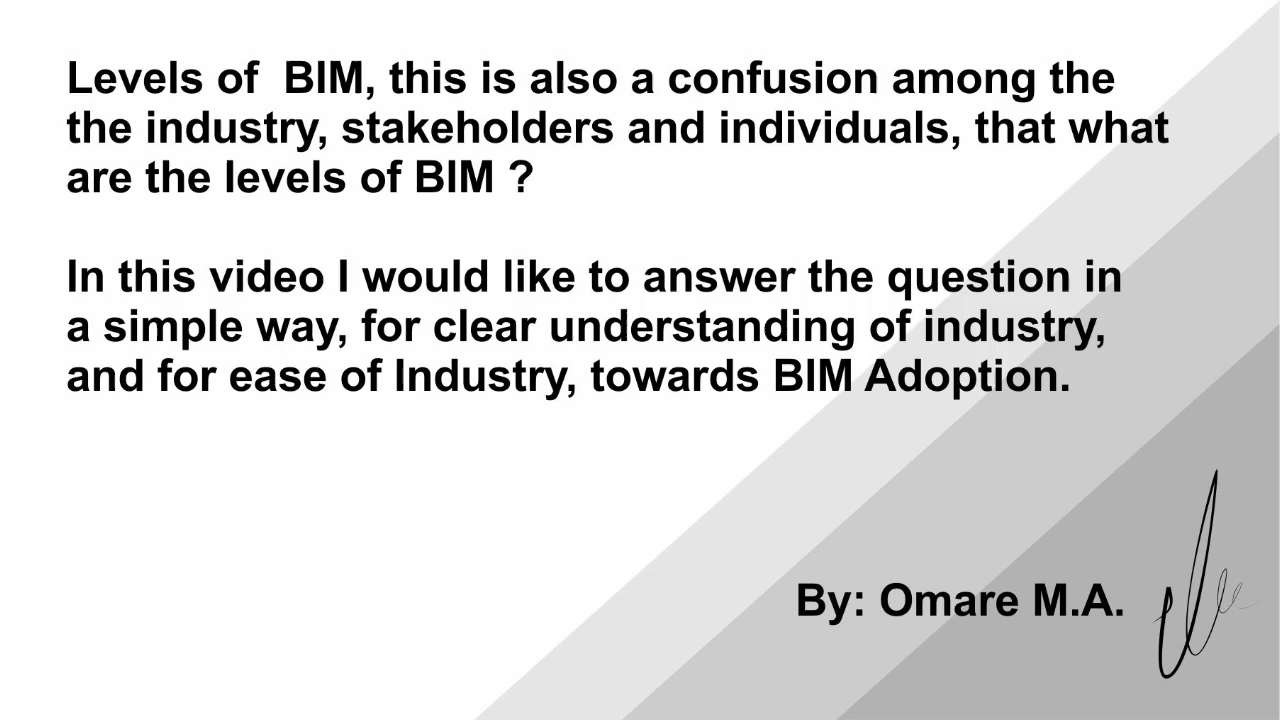 Levels of  BIM, this is also a confusion among the
the industry, stakeholders and individuals, that what
are the levels of BIM ?
In this video I would like to answer the question in
a simple way, for clear understanding of industry,
and for ease of Industry, towards BIM Adoption.
By: Omare M.A.